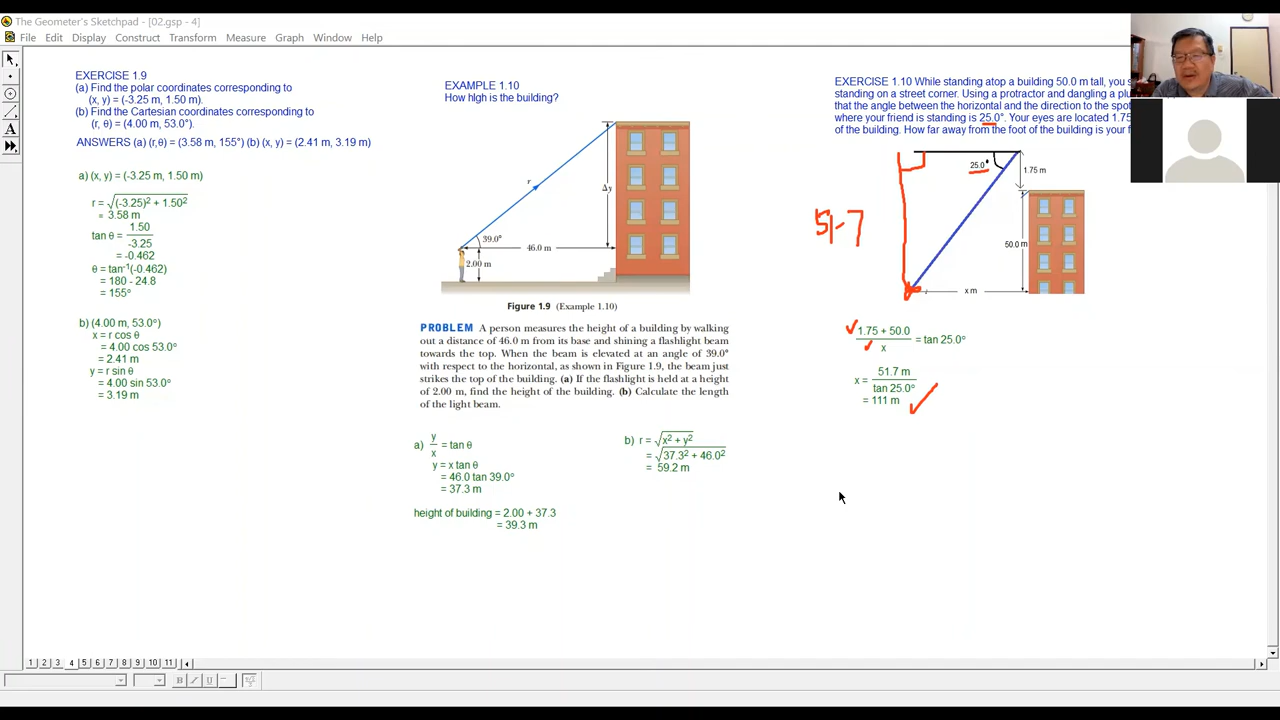 The Geometer's Sketchpad - [02.gsp - 4]
File Edit Display Construct Transform Measure Graph Window Help
EXERCISE 1.9
(a) Find the polar coordinates corresponding to
(x, y) = (-3.25 m, 1.50 m).
(b) Find the Cartesian coordinates corresponding to
(r, θ) = (4.00 m, 53.0°).
ANSWERS (a) (r,θ) = (3.58 m, 155°) (b) (x, y) = (2.41 m, 3.19 m)
a) (x, y) = (-3.25 m, 1.50 m)
r = √(-3.25)² + 1.50²
= 3.58 m
tan θ = 1.50 / -3.25
= -0.462
θ = tan-¹(-0.462)
= 180 - 24.8
= 155°
b) (4.00 m, 53.0°)
x = r cos θ
= 4.00 cos 53.0°
= 2.41 m
y = r sin θ
= 4.00 sin 53.0°
= 3.19 m
EXAMPLE 1.10
How high is the building?
r
Δy
39.0°
46.0 m
2.00 m
Figure 1.9 (Example 1.10)
PROBLEM A person measures the height of a building by walking
out a distance of 46.0 m from its base and shining a flashlight beam
towards the top. When the beam is elevated at an angle of 39.0°
with respect to the horizontal, as shown in Figure 1.9, the beam just
strikes the top of the building. (a) If the flashlight is held at a height
of 2.00 m, find the height of the building. (b) Calculate the length
of the light beam.
a) y / x = tan θ
y = x tan θ
= 46.0 tan 39.0°
= 37.3 m
height of building = 2.00 + 37.3
= 39.3 m
b) r = √x² + y²
= √37.3² + 46.0²
= 59.2 m
EXERCISE 1.10 While standing atop a building 50.0 m tall, you s
standing on a street corner. Using a protractor and dangling a plu
that the angle between the horizontal and the direction to the spot
where your friend is standing is 25.0°. Your eyes are located 1.75
of the building. How far away from the foot of the building is your f
25.0°
1.75 m
51-7
50.0 m
x m
1.75 + 50.0 / x = tan 25.0°
x = 51.7 m / tan 25.0°
= 111 m
1 2 3 4 5 6 7 8 9 10 11
B I U